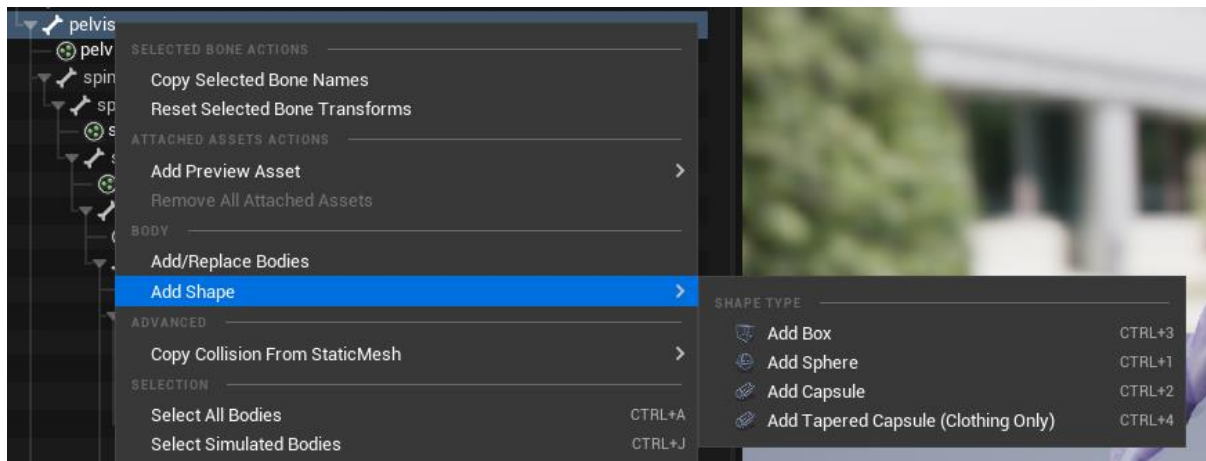 pelvis
pelv
SELECTED BONE ACTIONS
spin
Copy Selected Bone Names
sp
Reset Selected Bone Transforms
s
ATTACHED ASSETS ACTIONS
s
Add Preview Asset
Remove All Attached Assets
BODY
Add/Replace Bodies
Add Shape
ADVANCED
Copy Collision From StaticMesh
SELECTION
Select All Bodies CTRL+A
Select Simulated Bodies CTRL+J
SHAPE TYPE
Add Box CTRL+3
Add Sphere CTRL+1
Add Capsule CTRL+2
Add Tapered Capsule (Clothing Only) CTRL+4